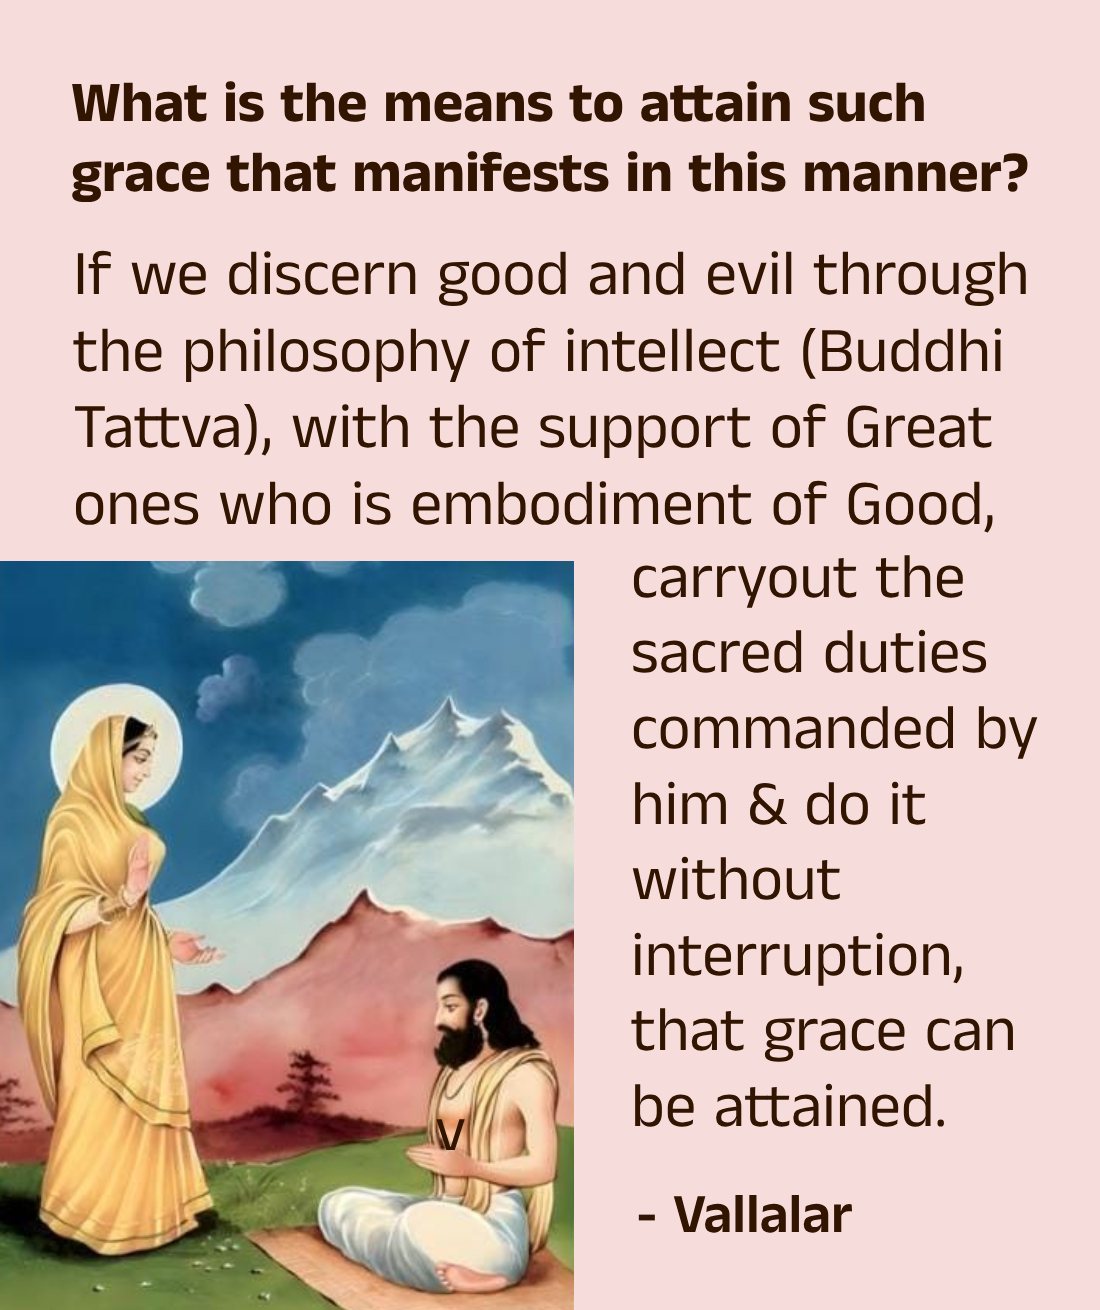 What is the means to attain such
grace that manifests in this manner?
If we discern good and evil through
the philosophy of intellect (Buddhi
Tattva), with the support of Great
ones who is embodiment of Good,
carryout the
sacred duties
commanded by
him & do it
without
interruption,
that grace can
be attained.
V
- Vallalar